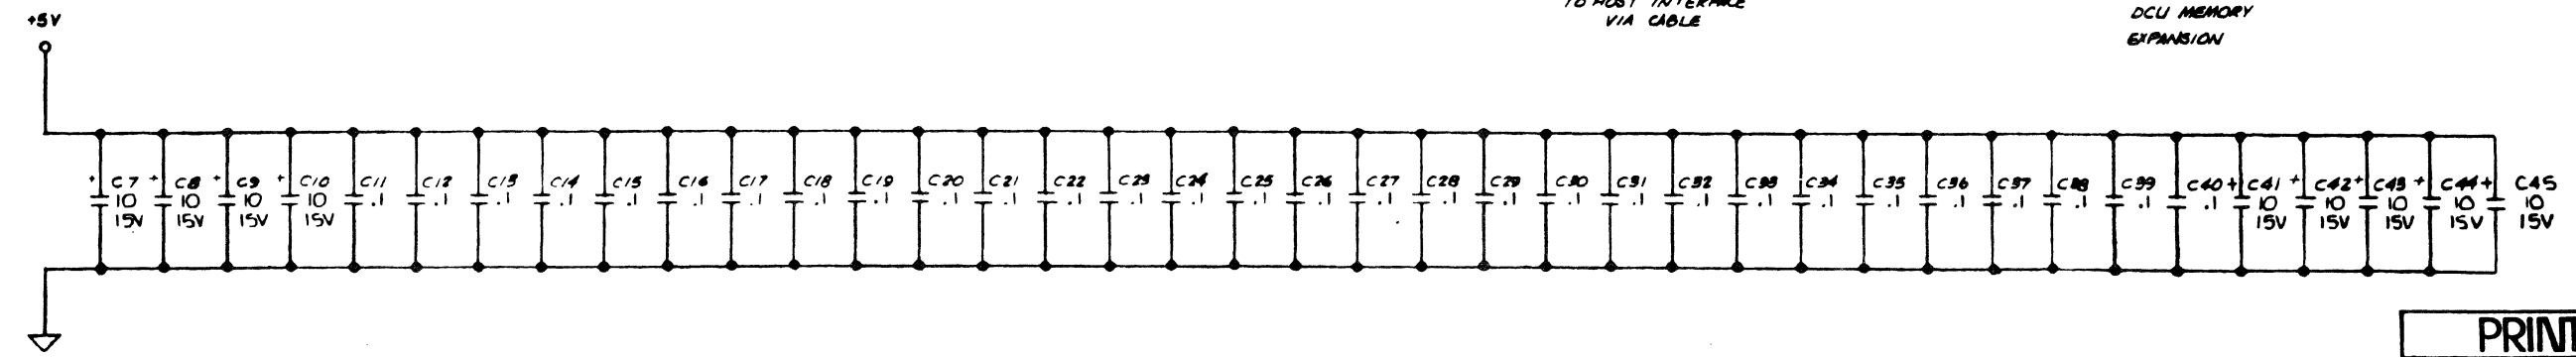 +5V
TO HOST INTERFACE
VIA CABLE
DCU MEMORY
EXPANSION
+ C7 10 15V
+ C8 10 15V
+ C9 10 15V
+ C10 10 15V
C11 .1
C12 .1
C13 .1
C14 .1
C15 .1
C16 .1
C17 .1
C18 .1
C19 .1
C20 .1
C21 .1
C22 .1
C23 .1
C24 .1
C25 .1
C26 .1
C27 .1
C28 .1
C29 .1
C30 .1
C31 .1
C32 .1
C33 .1
C34 .1
C35 .1
C36 .1
C37 .1
C38 .1
C39 .1
C40 .1
+ C41 10 15V
+ C42 10 15V
+ C43 10 15V
+ C44 10 15V
+ C45 10 15V
PRINT